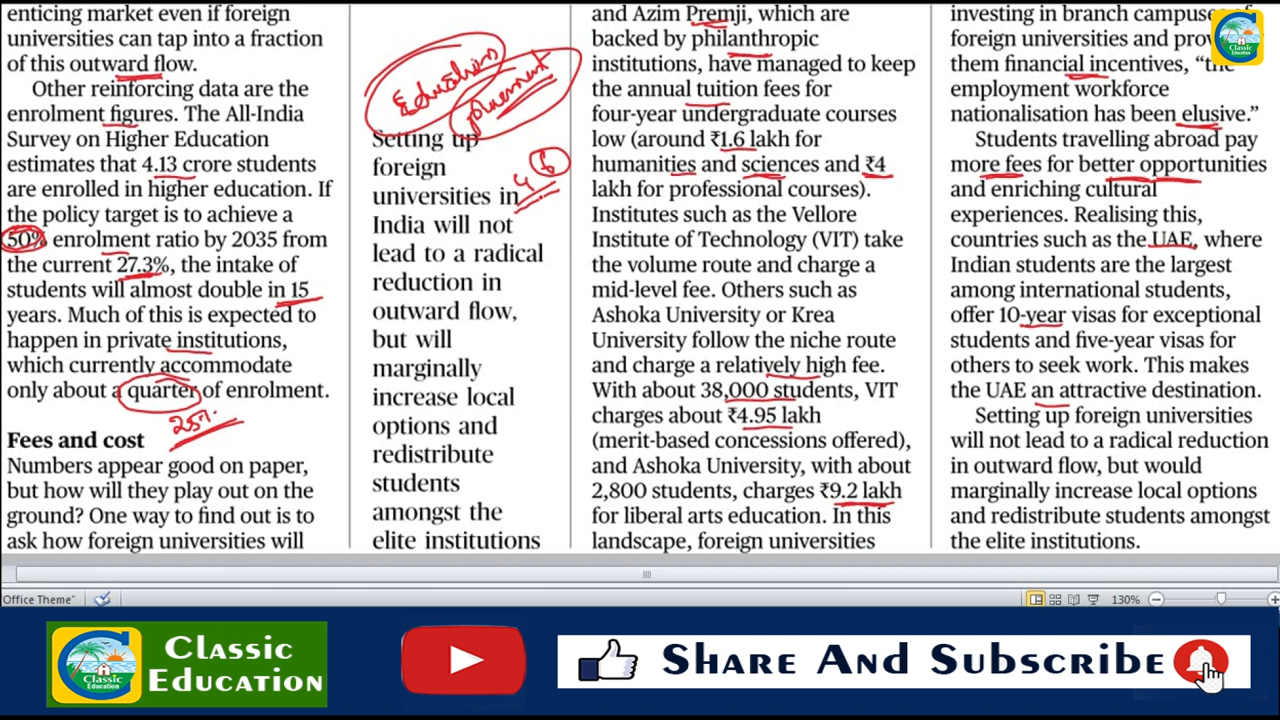 enticing market even if foreign
universities can tap into a fraction
of this outward flow.
Other reinforcing data are the
enrolment figures. The All-India
Survey on Higher Education
estimates that 4.13 crore students
are enrolled in higher education. If
the policy target is to achieve a
50% enrolment ratio by 2035 from
the current 27.3%, the intake of
students will almost double in 15
years. Much of this is expected to
happen in private institutions,
which currently accommodate
only about a quarter of enrolment.
25%
Fees and cost
Numbers appear good on paper,
but how will they play out on the
ground? One way to find out is to
ask how foreign universities will
Education
placement
Setting up
foreign
universities in
4 6
India will not
lead to a radical
reduction in
outward flow,
but will
marginally
increase local
options and
redistribute
students
amongst the
elite institutions
and Azim Premji, which are
backed by philanthropic
institutions, have managed to keep
the annual tuition fees for
four-year undergraduate courses
low (around ₹1.6 lakh for
humanities and sciences and ₹4
lakh for professional courses).
Institutes such as the Vellore
Institute of Technology (VIT) take
the volume route and charge a
mid-level fee. Others such as
Ashoka University or Krea
University follow the niche route
and charge a relatively high fee.
With about 38,000 students, VIT
charges about ₹4.95 lakh
(merit-based concessions offered),
and Ashoka University, with about
2,800 students, charges ₹9.2 lakh
for liberal arts education. In this
landscape, foreign universities
investing in branch campuses of
foreign universities and prov
them financial incentives, “the
employment workforce
nationalisation has been elusive.”
Students travelling abroad pay
more fees for better opportunities
and enriching cultural
experiences. Realising this,
countries such as the UAE, where
Indian students are the largest
among international students,
offer 10-year visas for exceptional
students and five-year visas for
others to seek work. This makes
the UAE an attractive destination.
Setting up foreign universities
will not lead to a radical reduction
in outward flow, but would
marginally increase local options
and redistribute students amongst
the elite institutions.
Classic
Education
"Office Theme"
130%
Classic
Education
Classic
Education
Share And Subscribe